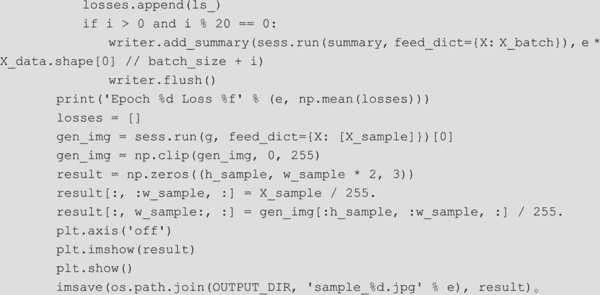 losses.append(ls_)
if i > 0 and i % 20 == 0:
writer.add_summary(sess.run(summary, feed_dict={X: X_batch}), e *
X_data.shape[0] // batch_size + i)
writer.flush()
print('Epoch %d Loss %f' % (e, np.mean(losses)))
losses = []
gen_img = sess.run(g, feed_dict={X: [X_sample]})[0]
gen_img = np.clip(gen_img, 0, 255)
result = np.zeros((h_sample, w_sample * 2, 3))
result[:, :w_sample, :] = X_sample / 255.
result[:, w_sample:, :] = gen_img[:h_sample, :w_sample, :] / 255.
plt.axis('off')
plt.imshow(result)
plt.show()
imsave(os.path.join(OUTPUT_DIR, 'sample_%d.jpg' % e), result)。